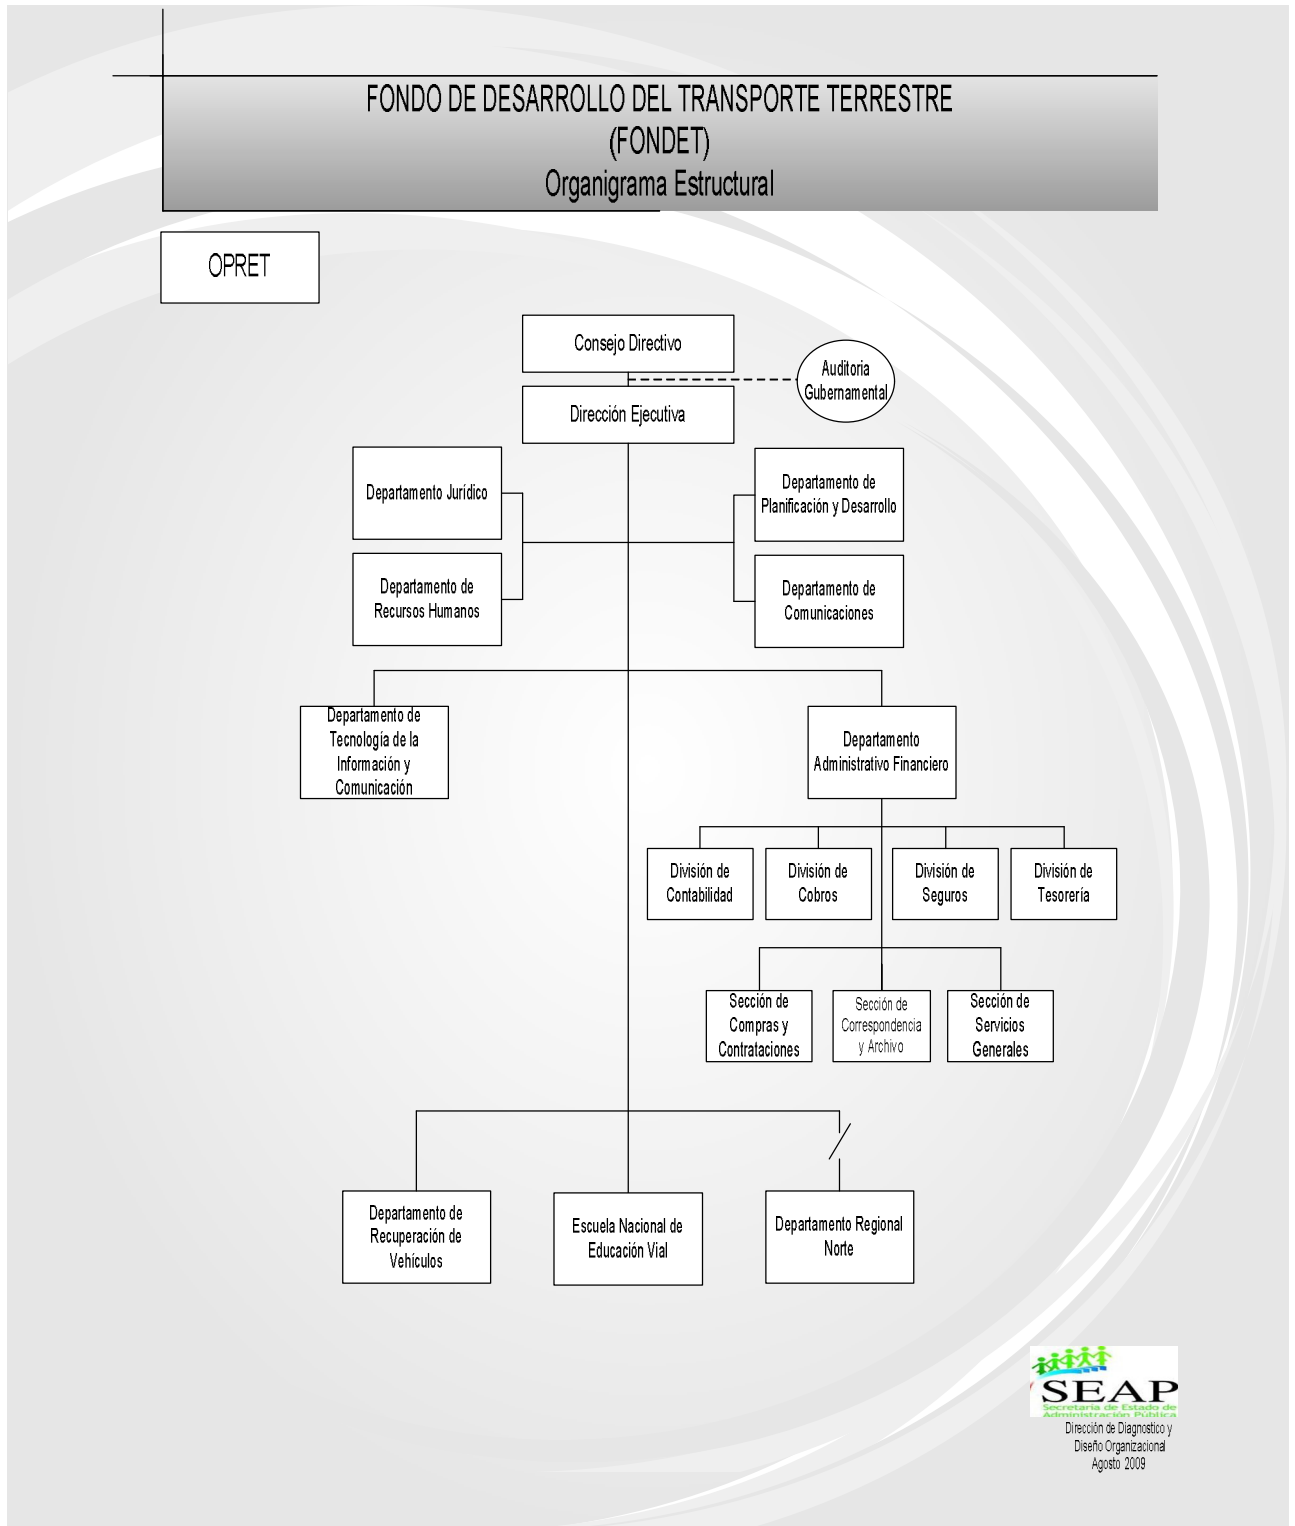 FONDO DE DESARROLLO DEL TRANSPORTE TERRESTRE
(FONDET)
Organigrama Estructural
OPRET
Consejo Directivo
Auditoria
Gubernamental
Dirección Ejecutiva
Departamento Jurídico
Departamento de
Planificación y Desarrollo
Departamento de
Recursos Humanos
Departamento de
Comunicaciones
Departamento de
Tecnología de la
Información y
Comunicación
Departamento
Administrativo Financiero
División de
Contabilidad
División de
Cobros
División de
Seguros
División de
Tesorería
Sección de
Compras y
Contrataciones
Sección de
Correspondencia
y Archivo
Sección de
Servicios
Generales
Departamento de
Recuperación de
Vehículos
Escuela Nacional de
Educación Vial
Departamento Regional
Norte
SEAP
Secretaría de Estado de
Administración Pública
Dirección de Diagnostico y
Diseño Organizacional
Agosto 2009